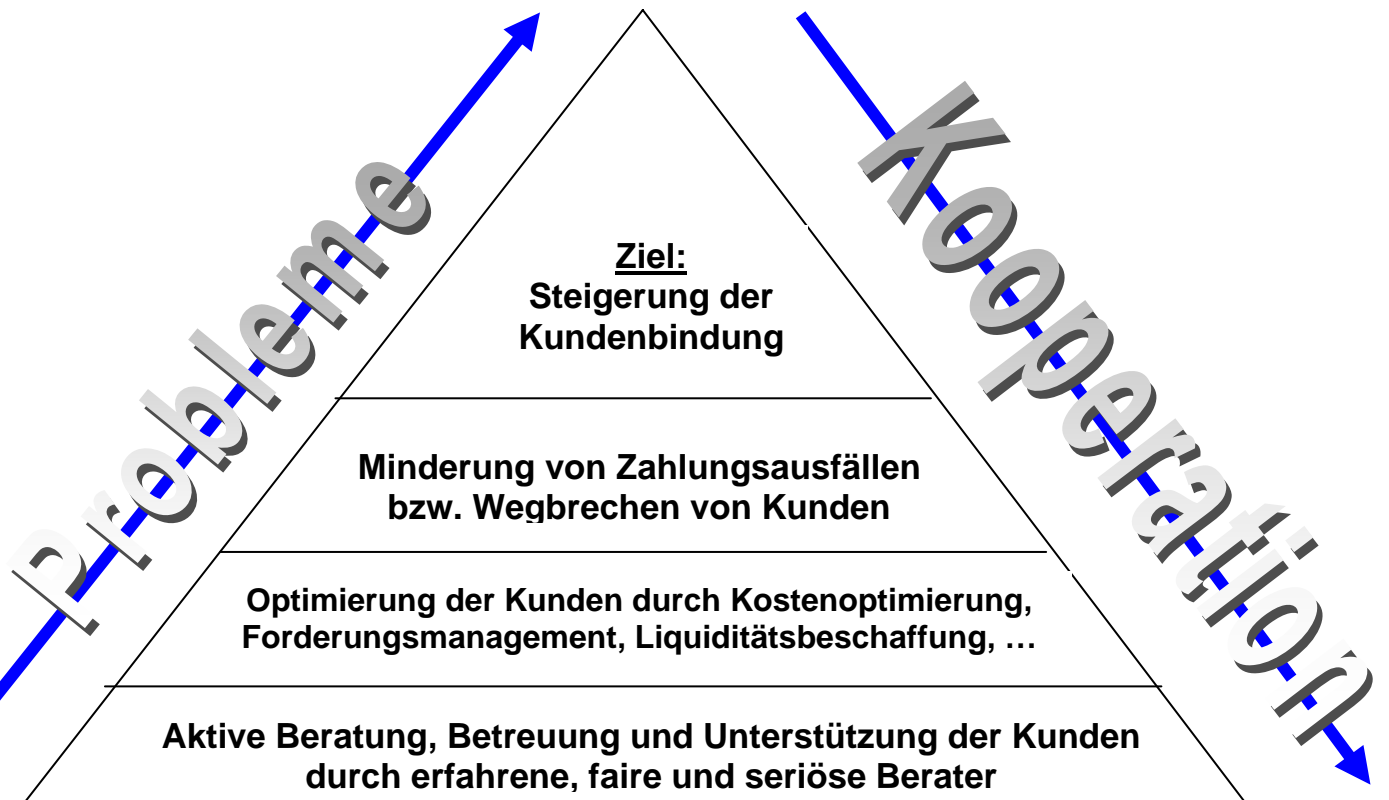 Probleme
Kooperation
Ziel:
Steigerung der
Kundenbindung
Minderung von Zahlungsausfällen
bzw. Wegbrechen von Kunden
Optimierung der Kunden durch Kostenoptimierung,
Forderungsmanagement, Liquiditätsbeschaffung, …
Aktive Beratung, Betreuung und Unterstützung der Kunden
durch erfahrene, faire und seriöse Berater